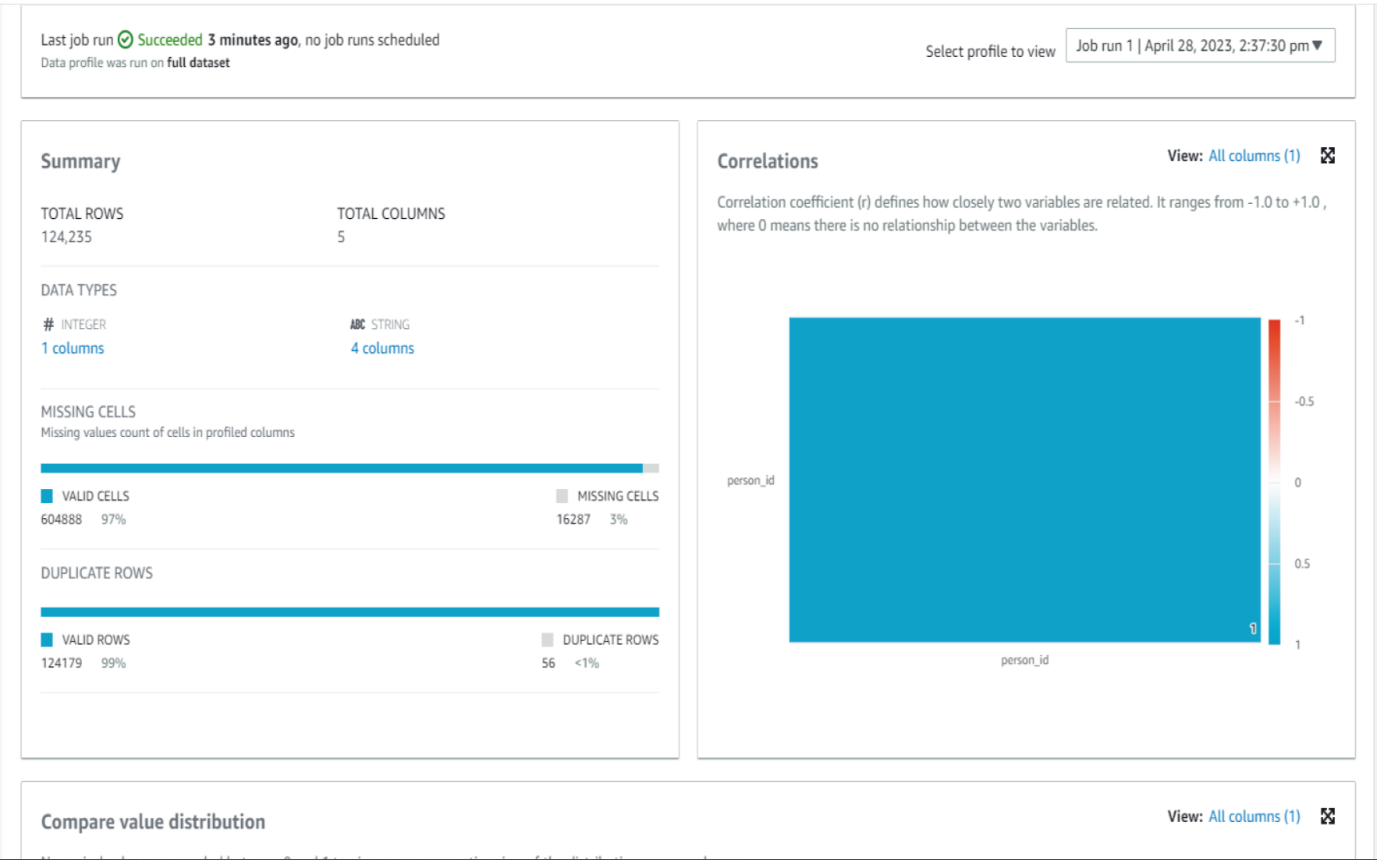 Last job run Succeeded 3 minutes ago, no job runs scheduled
Data profile was run on full dataset
Select profile to view
Job run 1 | April 28, 2023, 2:37:30 pm
Summary
TOTAL ROWS
TOTAL COLUMNS
124,235
5
DATA TYPES
# INTEGER
ABC STRING
1 columns
4 columns
MISSING CELLS
Missing values count of cells in profiled columns
VALID CELLS
MISSING CELLS
604888 97%
16287 3%
DUPLICATE ROWS
VALID ROWS
DUPLICATE ROWS
124179 99%
56 <1%
Correlations
View: All columns (1)
Correlation coefficient (r) defines how closely two variables are related. It ranges from -1.0 to +1.0 ,
where 0 means there is no relationship between the variables.
-1
-0.5
person_id
0
0.5
1
1
person_id
Compare value distribution
View: All columns (1)